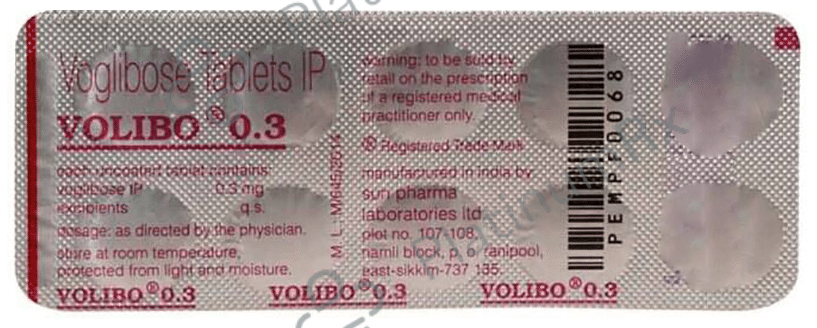 Voglibose Tablets IP
VOLIBO ® 0.3
each uncoated tablet contains:
voglibose IP 0.3 mg
excipients q.s.
dosage: as directed by the physician.
store at room temperature,
protected from light and moisture.
M. L. M/645/2014
warning: to be sold by
retail on the prescription
of a registered medical
practitioner only.
® Registered Trade Mark
manufactured in india by
sun pharma
laboratories ltd.
plot no. 107-108,
namli block, p. o. ranipool,
east-sikkim-737 135.
PEMPF0068
VOLIBO ® 0.3 VOLIBO ® 0.3 VOLIBO ® 0.3